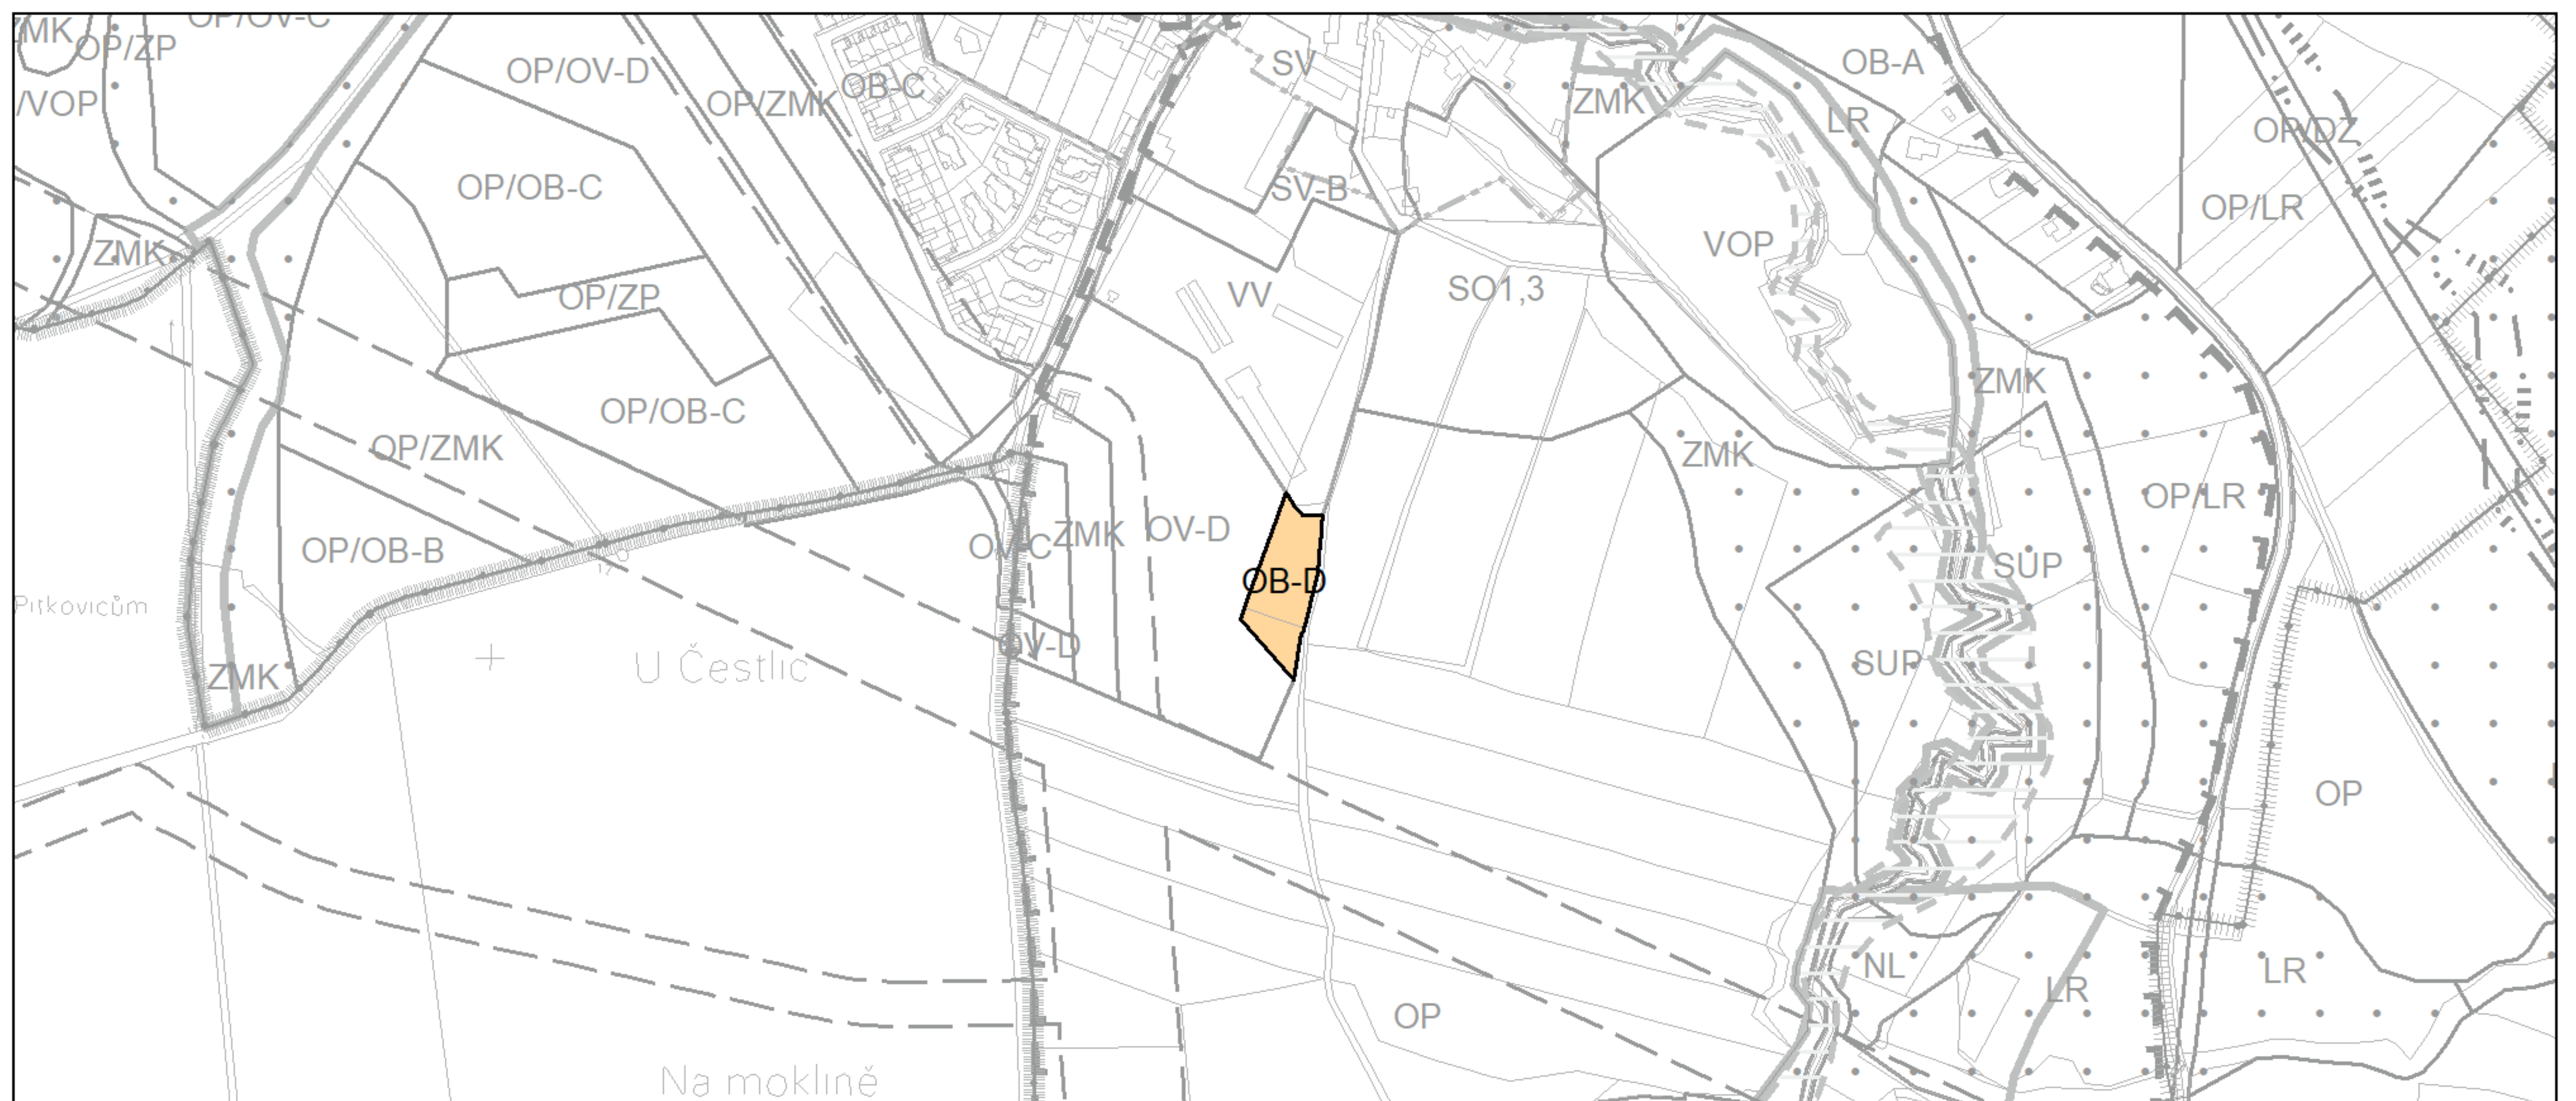 OP/OV-C
ZMK
OP/ZP
/VOP
OP/OV-D
OP/ZMK
OB-C
SV
ZMK
OB-A
LR
OP/DZ
OP/OB-C
SV-B
OP/LR
ZMK
VOP
OP/ZP
VV
SO1,3
OP/OB-C
ZMK
OP/ZMK
ZMK
OP/LR
OP/OB-B
OV-C
ZMK
OV-D
SUP
OB-D
Pitkovicům
OV-D
U Čestlic
SUP
ZMK
OP
NL
LR
LR
OP
Na moklině